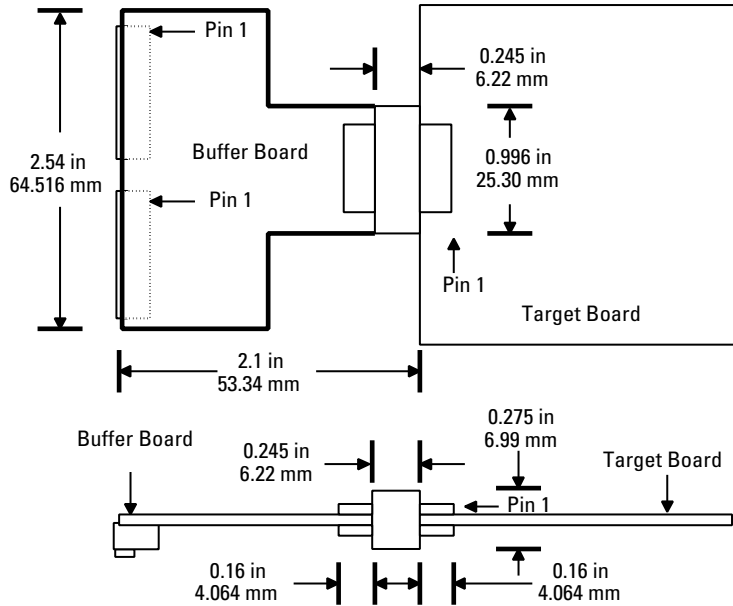 Pin 1
0.245 in
6.22 mm
Buffer Board
2.54 in
64.516 mm
0.996 in
25.30 mm
Pin 1
Pin 1
Target Board
2.1 in
53.34 mm
Buffer Board
0.245 in
6.22 mm
0.275 in
6.99 mm
Target Board
Pin 1
0.16 in
4.064 mm
0.16 in
4.064 mm